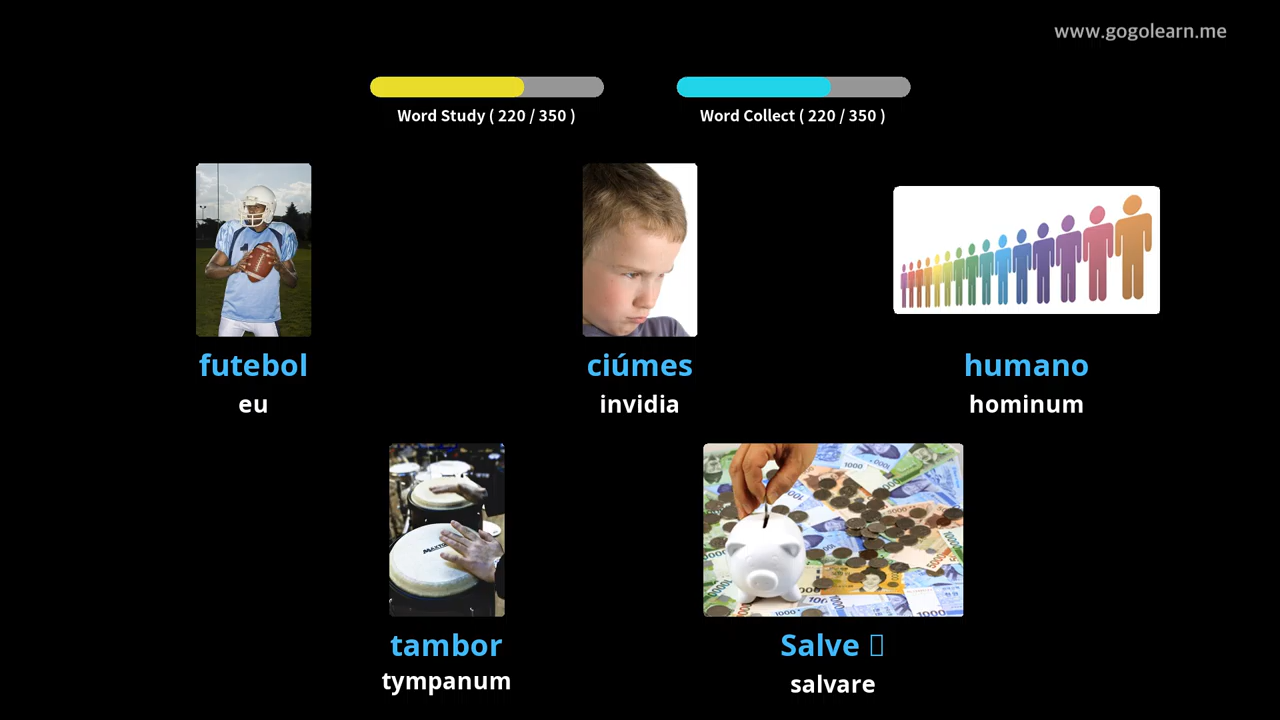 www.gogolearn.me
Word Study ( 220 / 350 )
Word Collect ( 220 / 350 )
futebol
eu
ciúmes
invidia
humano
hominum
tambor
tympanum
Salve
salvare